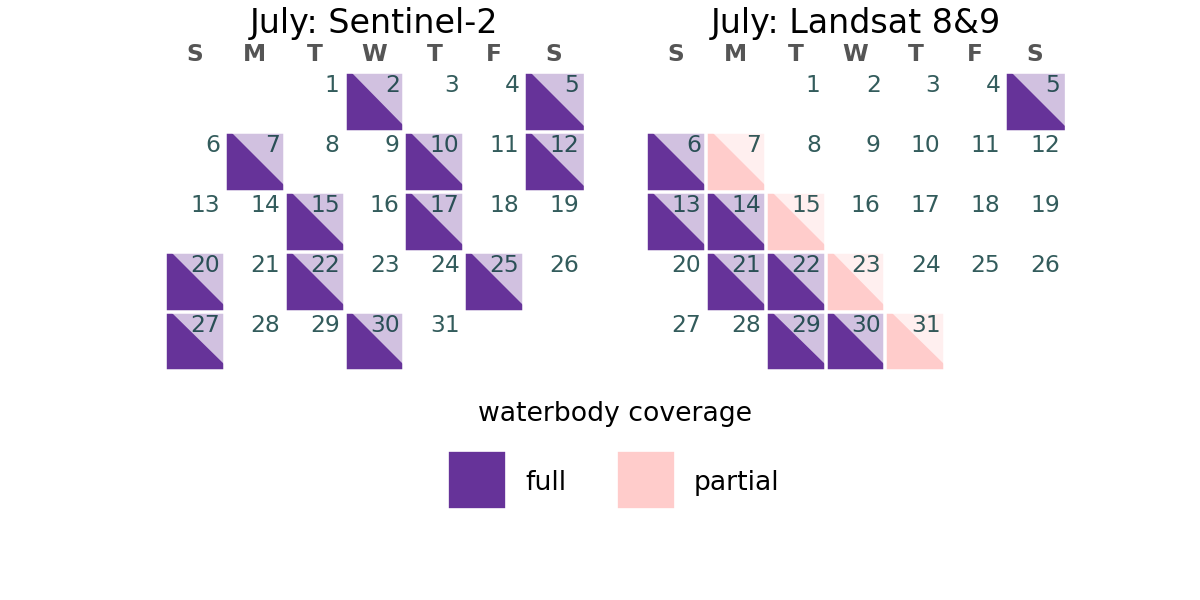 July: Sentinel-2
S M T W T F S
1 2 3 4 5
6 7 8 9 10 11 12
13 14 15 16 17 18 19
20 21 22 23 24 25 26
27 28 29 30 31
July: Landsat 8&9
S M T W T F S
1 2 3 4 5
6 7 8 9 10 11 12
13 14 15 16 17 18 19
20 21 22 23 24 25 26
27 28 29 30 31
waterbody coverage
full partial